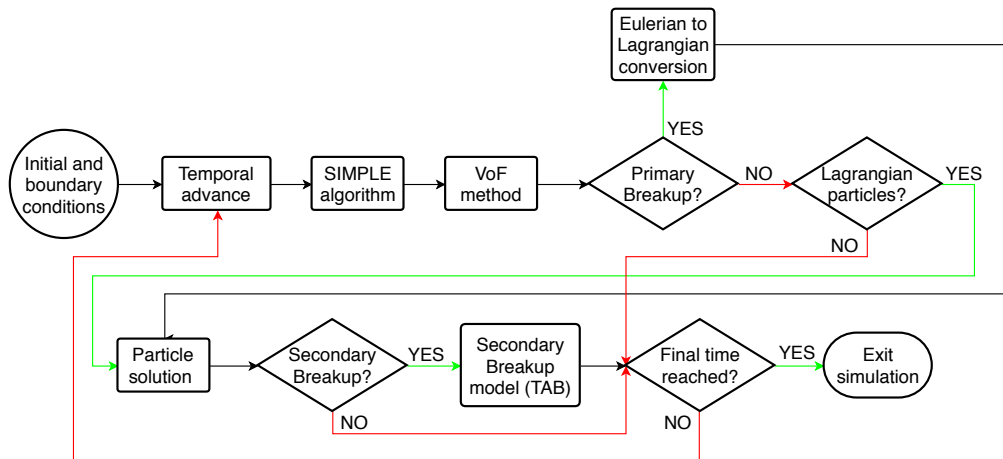 Eulerian to
Lagrangian
conversion
YES
Initial and
boundary
conditions
Temporal
advance
SIMPLE
algorithm
VoF
method
Primary
Breakup?
NO
Lagrangian
particles?
YES
NO
Particle
solution
Secondary
Breakup?
YES
NO
Secondary
Breakup
model (TAB)
Final time
reached?
YES
NO
Exit
simulation